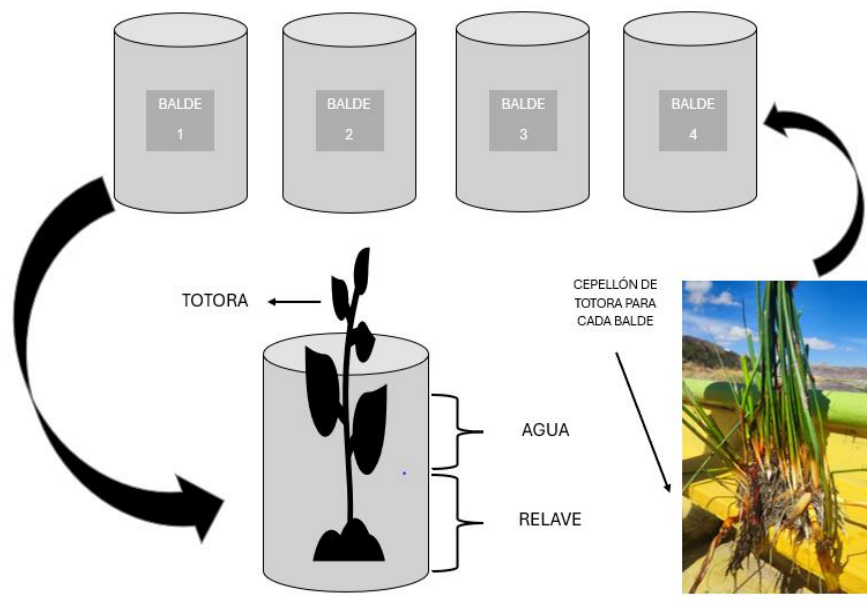 BALDE
1
BALDE
2
BALDE
3
BALDE
4
TOTORA
CEPELLÓN DE
TOTORA PARA
CADA BALDE
AGUA
RELAVE